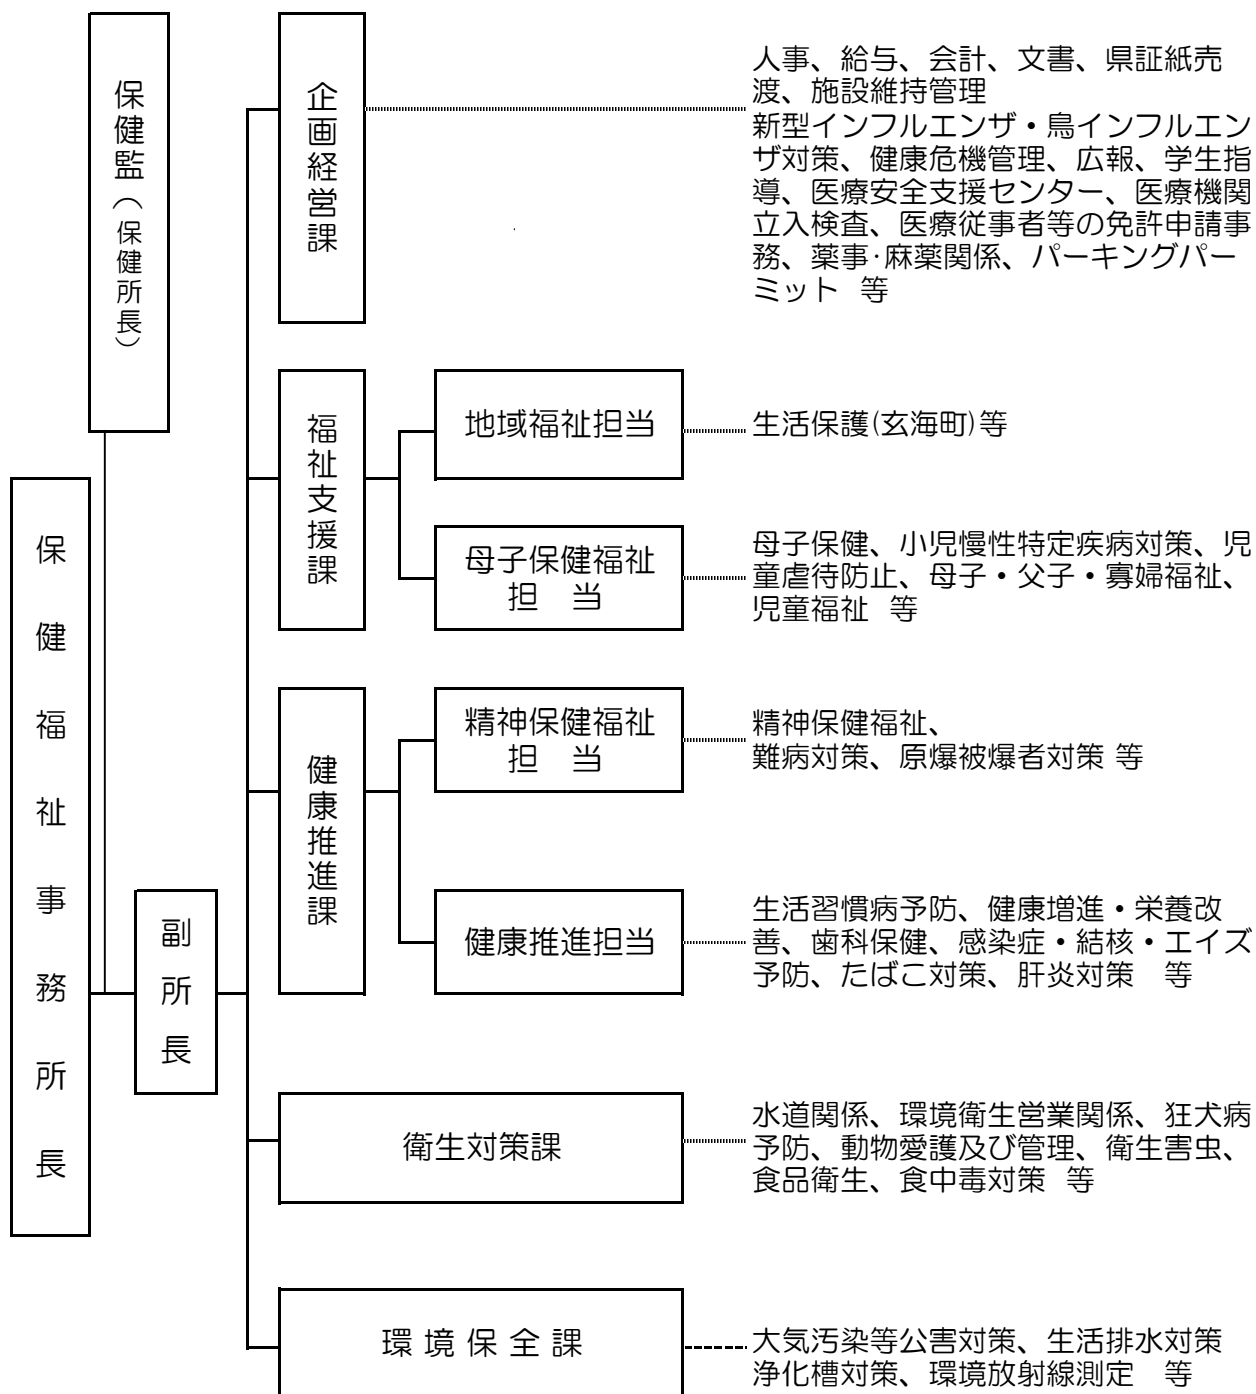 保健福祉事務所長
保健監（保健所長）
副所長
企画経営課
人事、給与、会計、文書、県証紙売
渡、施設維持管理
新型インフルエンザ・鳥インフルエン
ザ対策、健康危機管理、広報、学生指
導、医療安全支援センター、医療機関
立入検査、医療従事者等の免許申請事
務、薬事･麻薬関係、パーキングパー
ミット 等
福祉支援課
地域福祉担当
生活保護(玄海町)等
母子保健福祉
担 当
母子保健、小児慢性特定疾病対策、児
童虐待防止、母子・父子・寡婦福祉、
児童福祉 等
健康推進課
精神保健福祉
担 当
精神保健福祉、
難病対策、原爆被爆者対策 等
健康推進担当
生活習慣病予防、健康増進・栄養改
善、歯科保健、感染症・結核・エイズ
予防、たばこ対策、肝炎対策 等
衛生対策課
水道関係、環境衛生営業関係、狂犬病
予防、動物愛護及び管理、衛生害虫、
食品衛生、食中毒対策 等
環境保全課
大気汚染等公害対策、生活排水対策
浄化槽対策、環境放射線測定 等